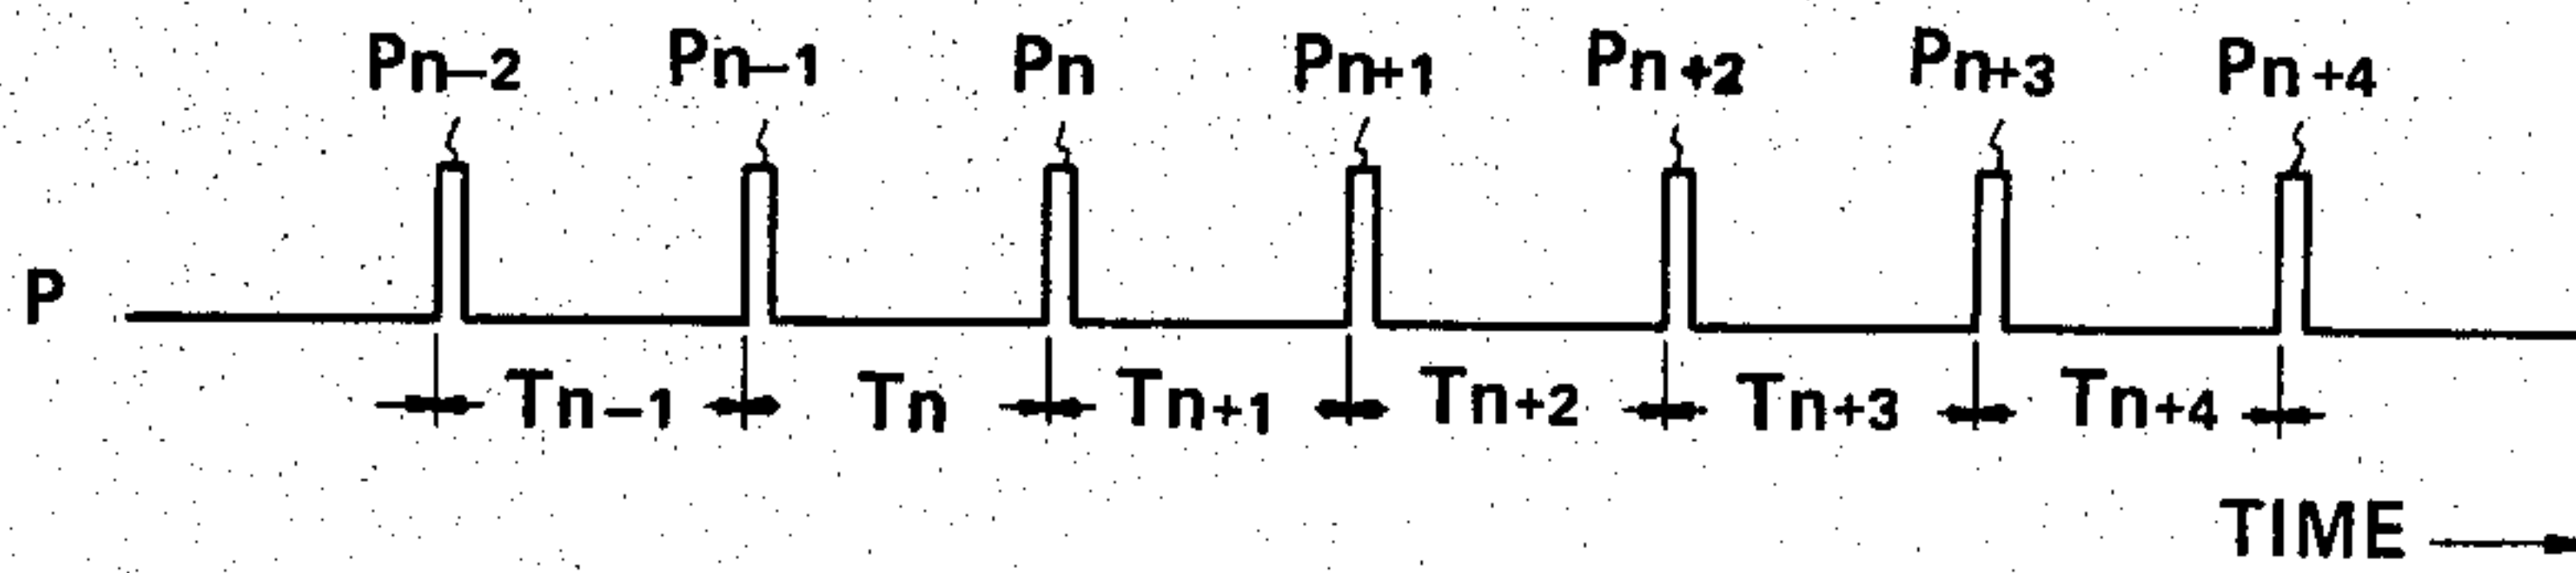 Pn-2 Pn-1 Pn Pn+1 Pn+2 Pn+3 Pn+4
P
Tn-1 Tn Tn+1 Tn+2 Tn+3 Tn+4
TIME